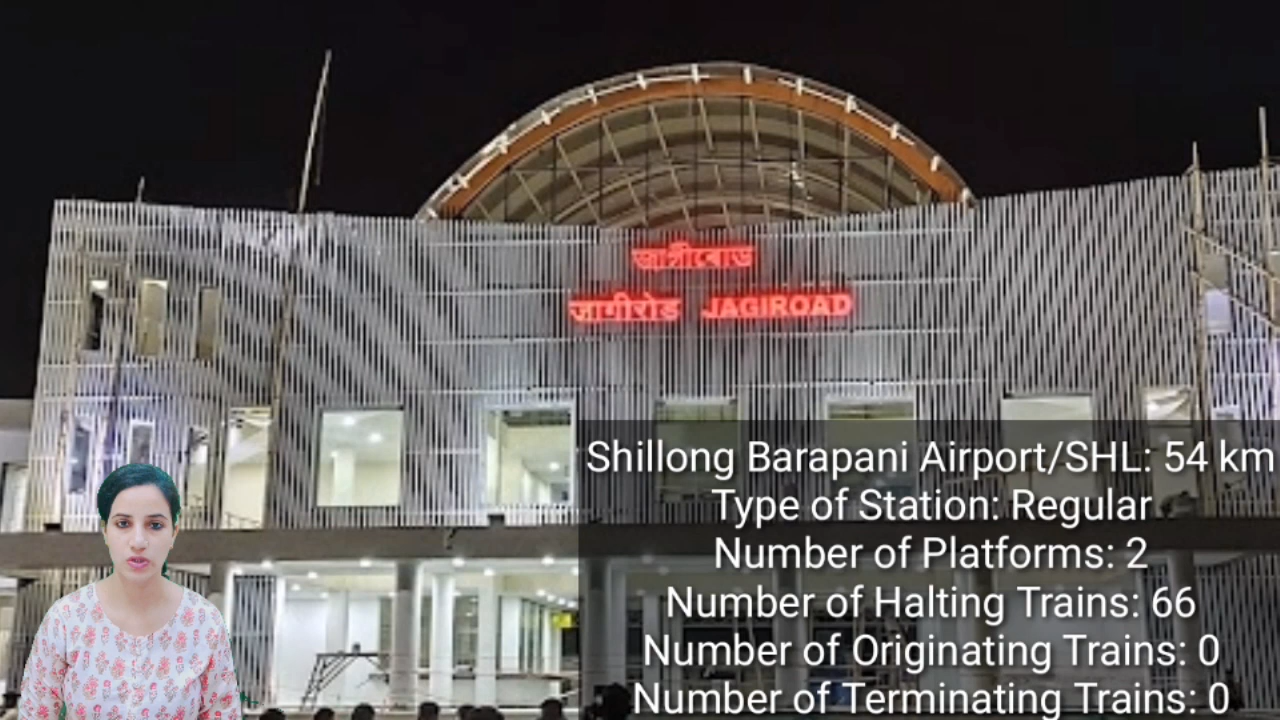 জাগীৰোড
जागीरोड JAGIROAD
Shillong Barapani Airport/SHL: 54 km
Type of Station: Regular
Number of Platforms: 2
Number of Halting Trains: 66
Number of Originating Trains: 0
Number of Terminating Trains: 0